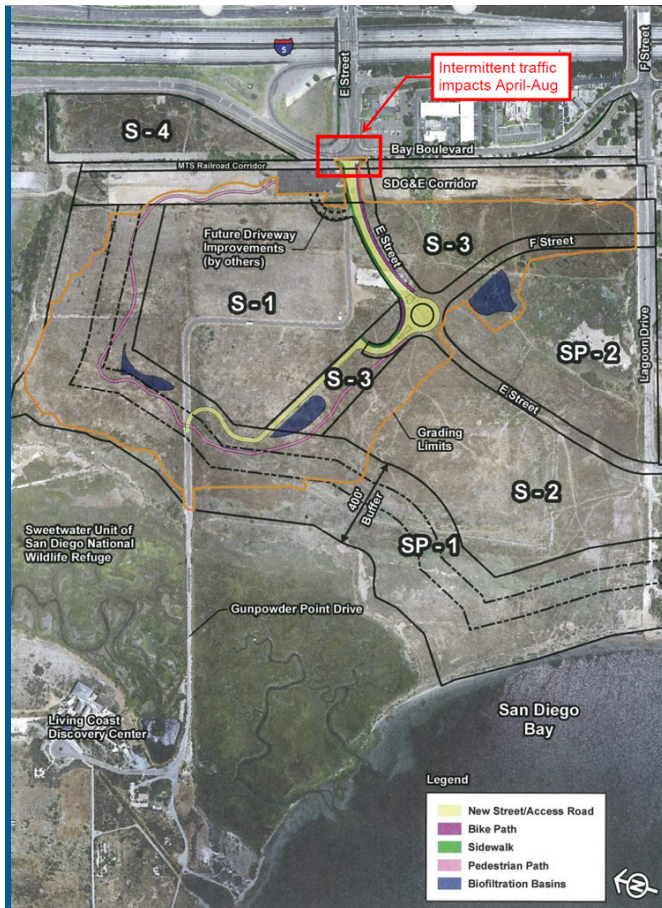 5
E Street
F Street
Intermittent traffic
impacts April-Aug
S - 4
Bay Boulevard
MTS Railroad Corridor
SDG&E Corridor
Future Driveway
Improvements
(by others)
E Street
S - 3
F Street
S - 1
SP - 2
Lagoon Drive
S - 3
E Street
Grading
Limits
S - 2
400'
Buffer
SP - 1
Sweetwater Unit of
San Diego National
Wildlife Refuge
Gunpowder Point Drive
Living Coast
Discovery Center
San Diego
Bay
Legend
New Street/Access Road
Bike Path
Sidewalk
Pedestrian Path
Biofiltration Basins
N